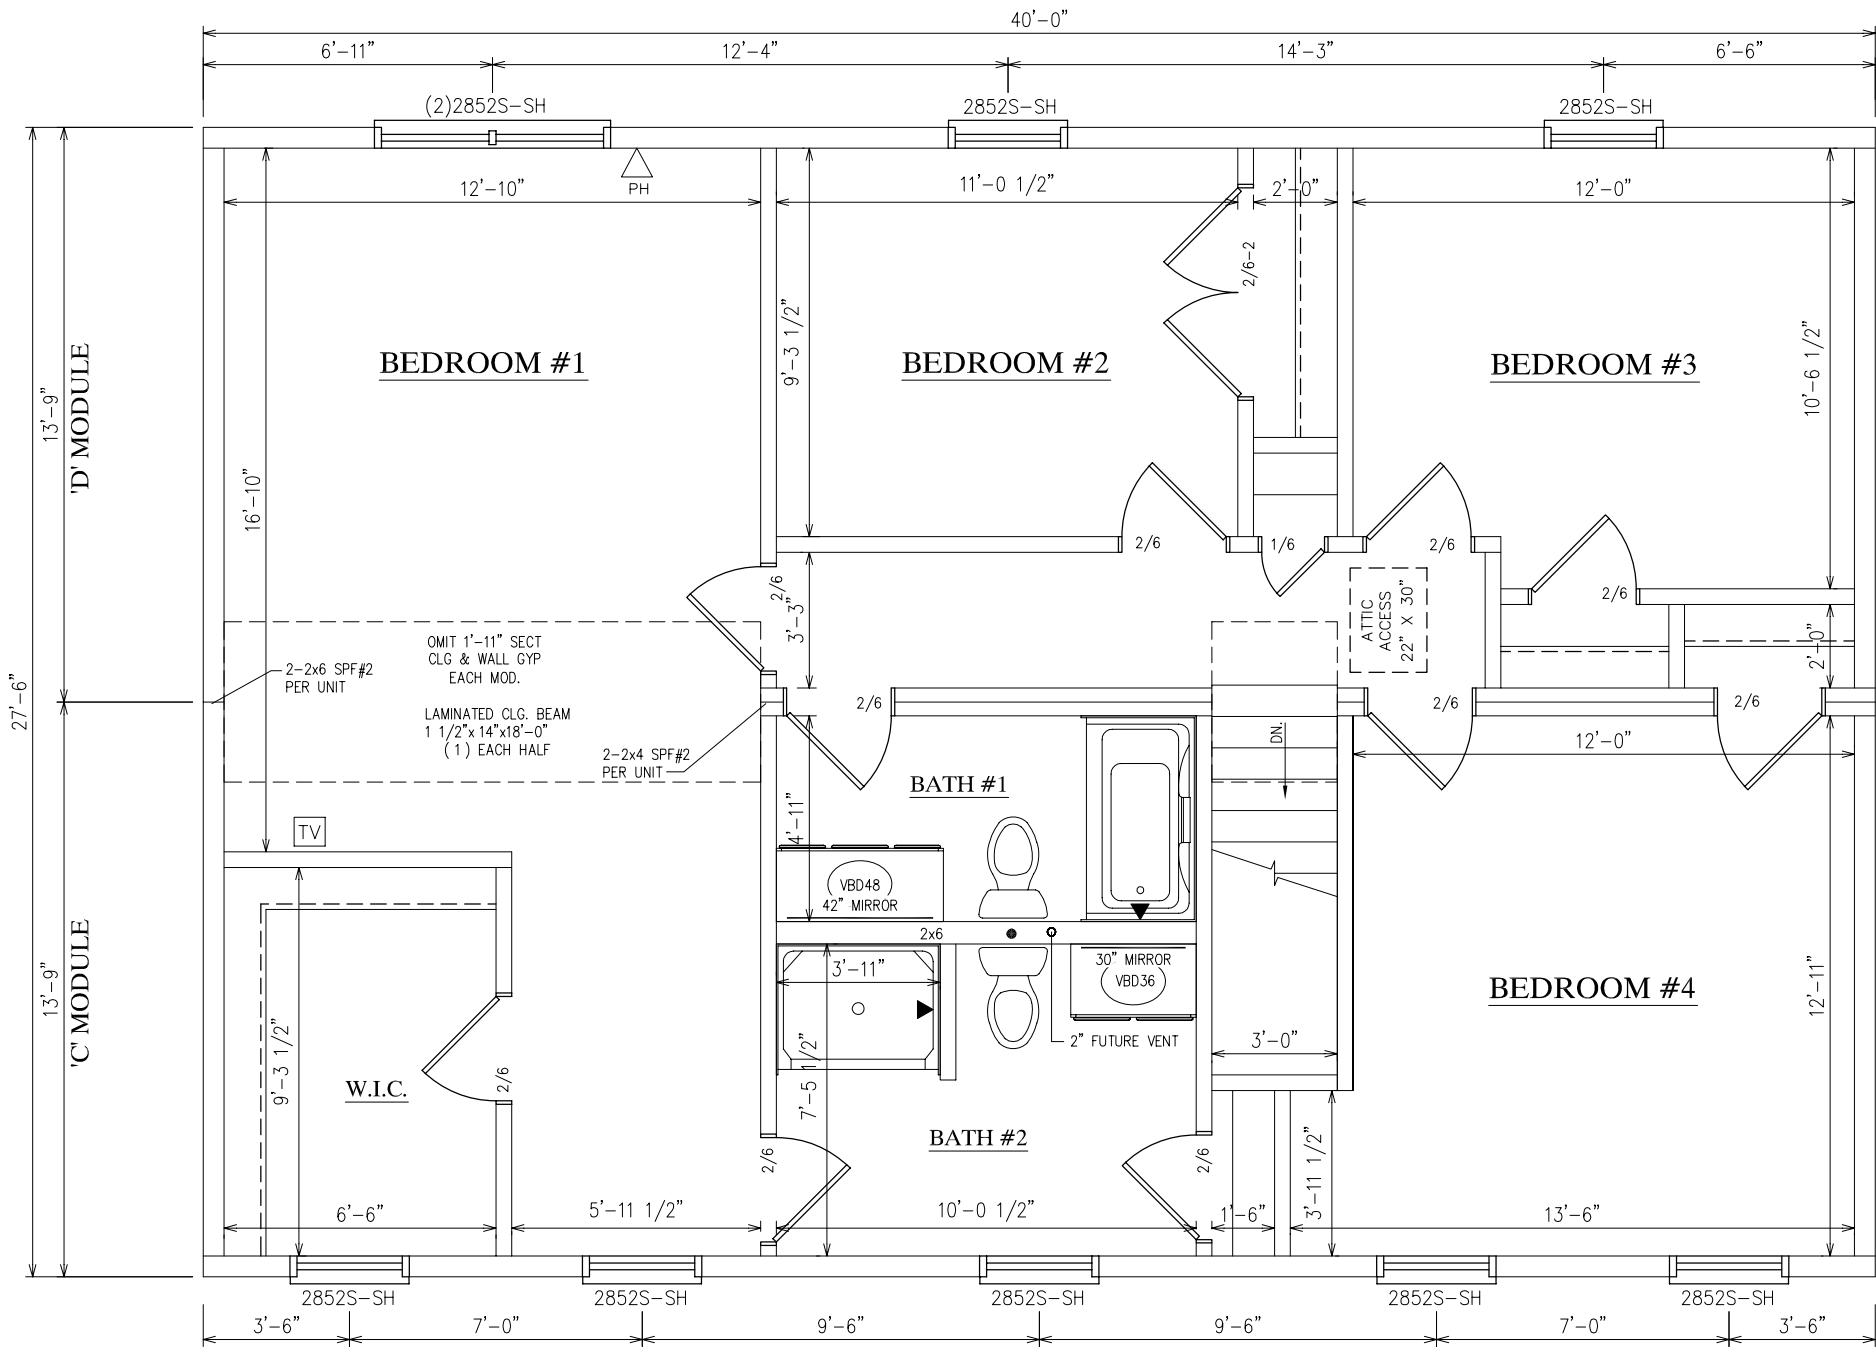 40'-0"
6'-11"
12'-4"
14'-3"
6'-6"
(2)2852S-SH
2852S-SH
2852S-SH
PH
12'-10"
11'-0 1/2"
2'-0"
12'-0"
2/6-2
9'-3 1/2"
10'-6 1/2"
BEDROOM #1
BEDROOM #2
BEDROOM #3
'D' MODULE
13'-9"
27'-6"
16'-10"
2/6
1/6
2/6
2/6
2/6
3'-3"
ATTIC
ACCESS
22" X 30"
2'-0"
OMIT 1'-11" SECT
CLG & WALL GYP
EACH MOD.
2-2x6 SPF#2
PER UNIT
LAMINATED CLG. BEAM
1 1/2"x 14"x18'-0"
(1) EACH HALF
2-2x4 SPF#2
PER UNIT
2/6
2/6
2/6
DN.
12'-0"
BATH #1
4'-11"
TV
VBD48
42" MIRROR
2x6
3'-11"
30" MIRROR
VBD36
2" FUTURE VENT
BEDROOM #4
12'-11"
'C' MODULE
13'-9"
9'-3 1/2"
W.I.C.
2/6
7'-5 1/2"
3'-0"
BATH #2
2/6
2/6
3'-11 1/2"
6'-6"
5'-11 1/2"
10'-0 1/2"
1'-6"
13'-6"
2852S-SH
2852S-SH
2852S-SH
2852S-SH
2852S-SH
3'-6"
7'-0"
9'-6"
9'-6"
7'-0"
3'-6"